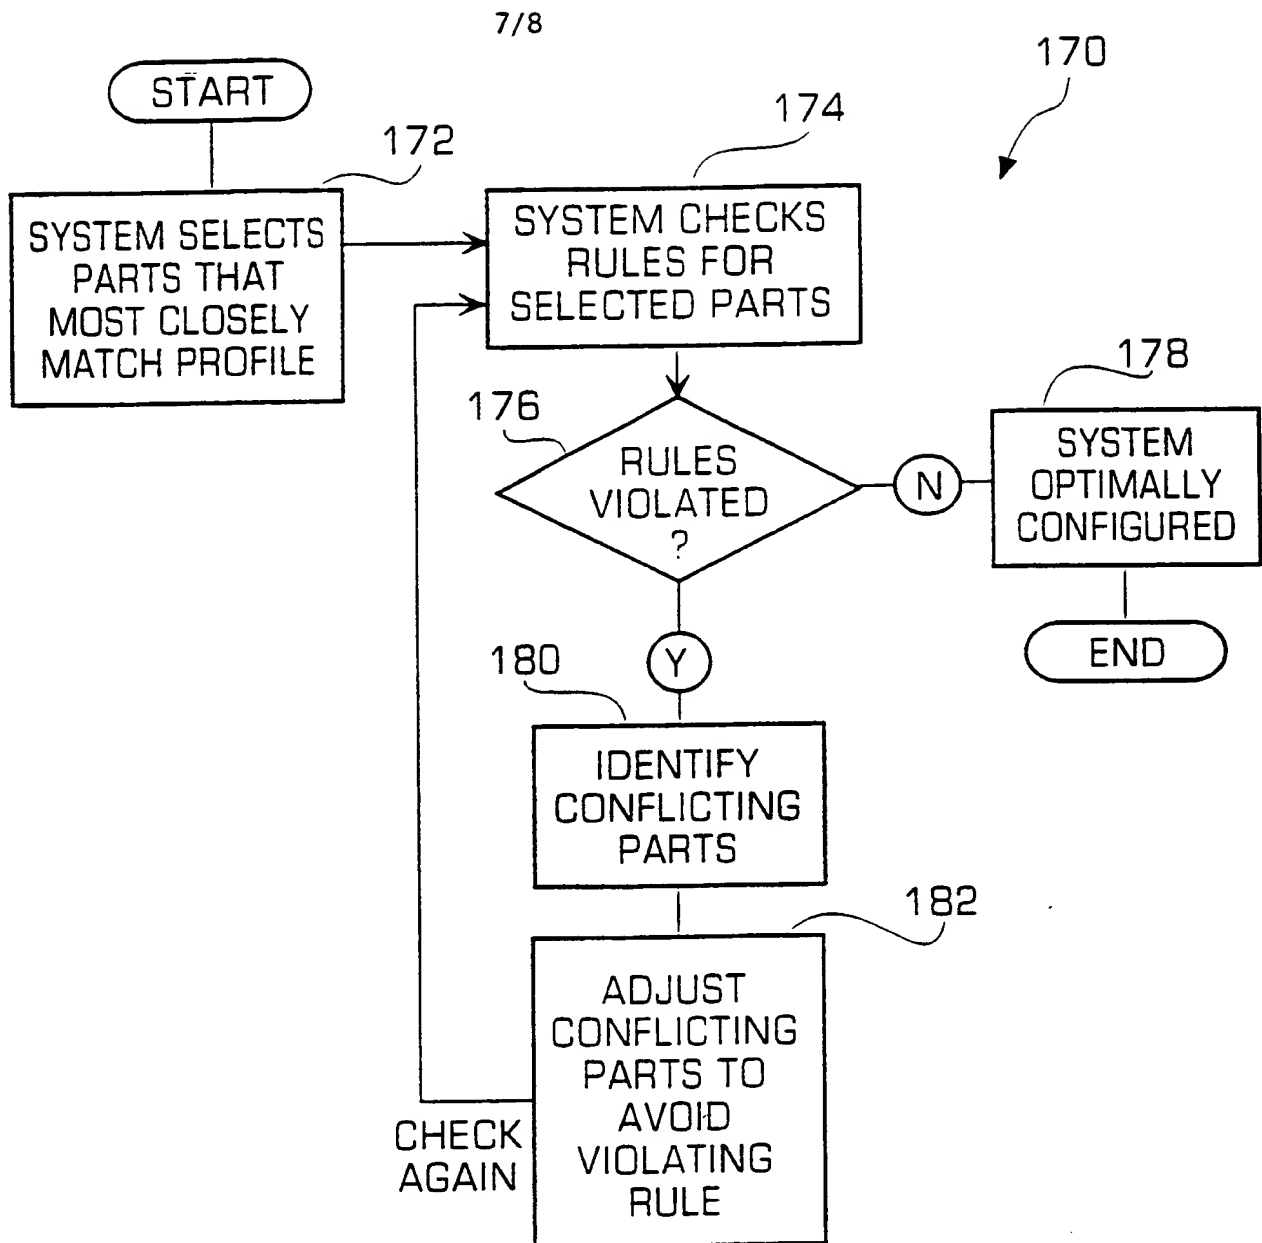 7/8
170
START
172
174
SYSTEM SELECTS
PARTS THAT
MOST CLOSELY
MATCH PROFILE
SYSTEM CHECKS
RULES FOR
SELECTED PARTS
176
RULES
VIOLATED
?
N
178
SYSTEM
OPTIMALLY
CONFIGURED
END
Y
180
IDENTIFY
CONFLICTING
PARTS
182
ADJUST
CONFLICTING
PARTS TO
AVOID
VIOLATING
RULE
CHECK
AGAIN